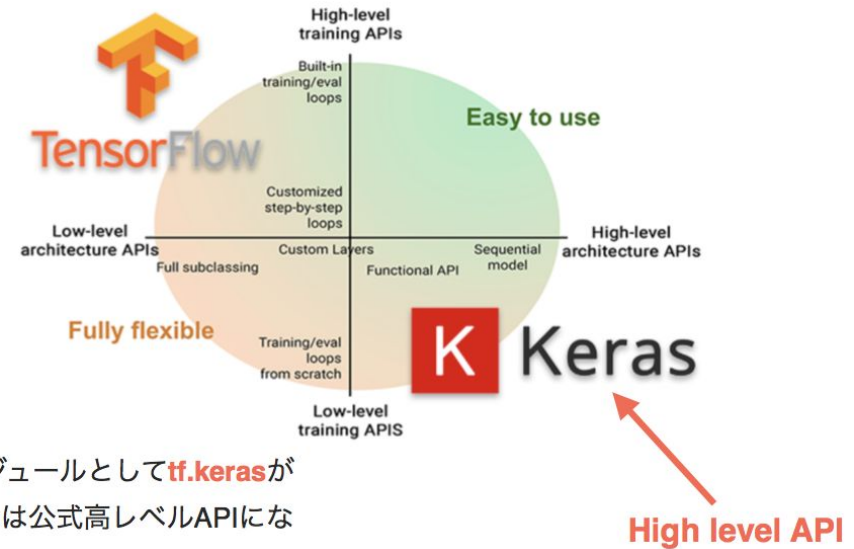 High-level
training APIs
Built-in
training/eval
loops
Easy to use
TensorFlow
Customized
step-by-step
loops
Low-level
architecture APIs
High-level
architecture APIs
Custom Layers
Sequential
model
Full subclassing
Functional API
Fully flexible
K Keras
Training/eval
loops
from scratch
Low-level
training APIS
ジュールとしてtf.kerasが
は公式高レベルAPIにな
High level API